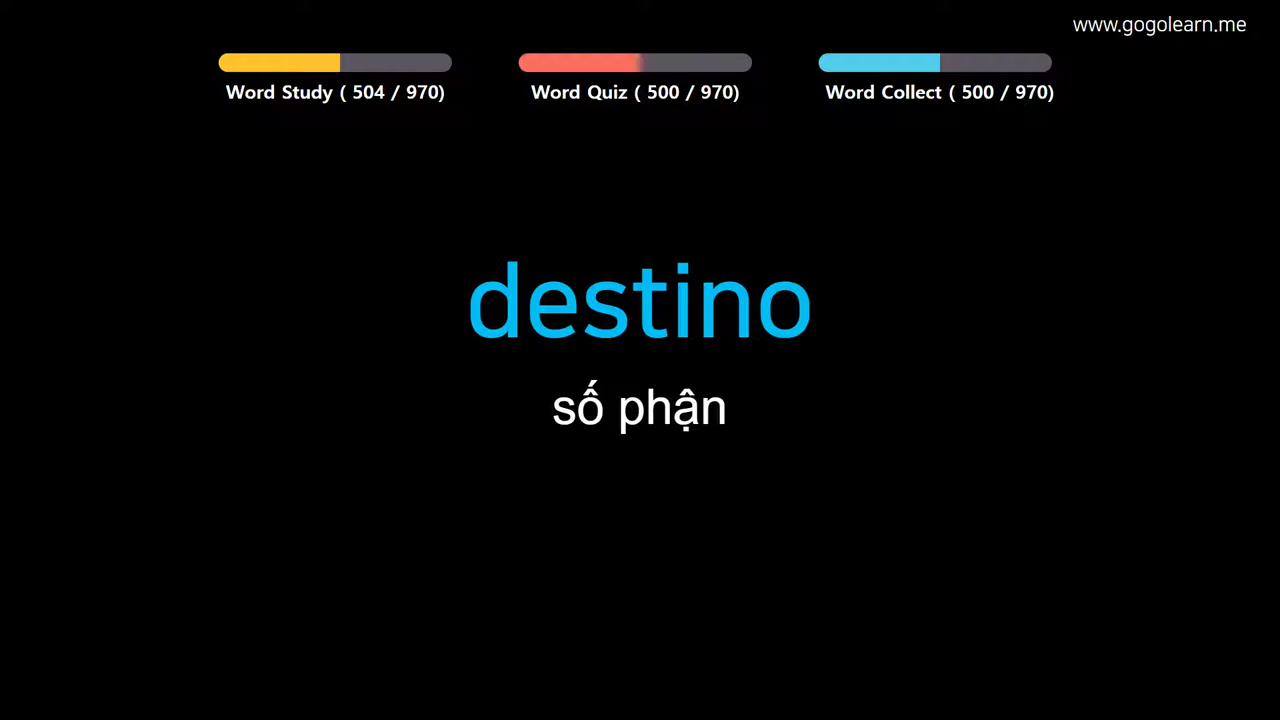 www.gogolearn.me
Word Study ( 504 / 970)
Word Quiz ( 500 / 970)
Word Collect ( 500 / 970)
destino
số phận